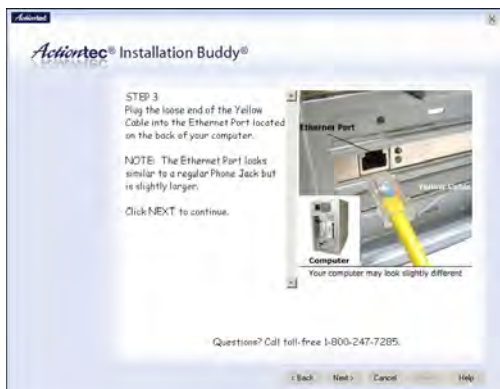 Actiontec
Actiontec® Installation Buddy®
STEP 3
Plug the loose end of the Yellow
Cable into the Ethernet Port located
on the back of your computer.
NOTE: The Ethernet Port looks
similar to a regular Phone Jack but
is slightly larger.
Click NEXT to continue.
Ethernet Port
Yellow Cable
Computer
Your computer may look slightly different
Questions? Call toll-free 1-800-247-7285.
< Back Next > Cancel Help